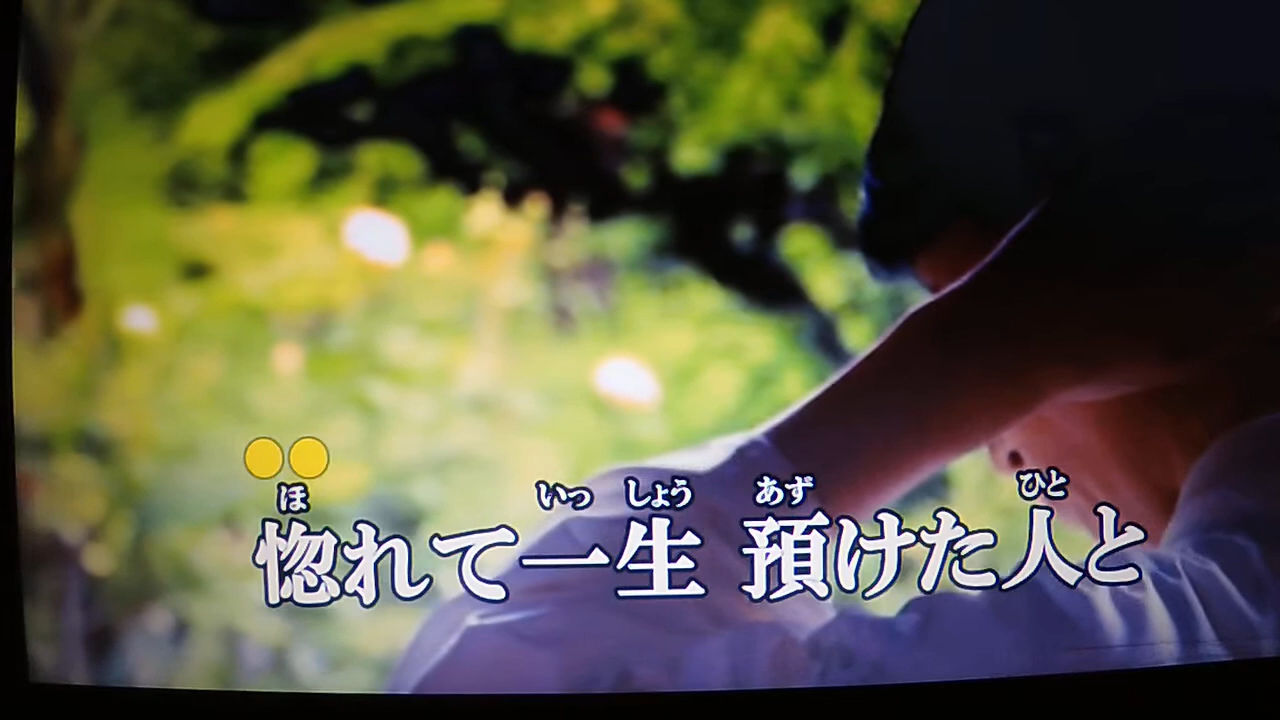 ほ いっ しょう あず ひと
惚れて一生 預けた人と